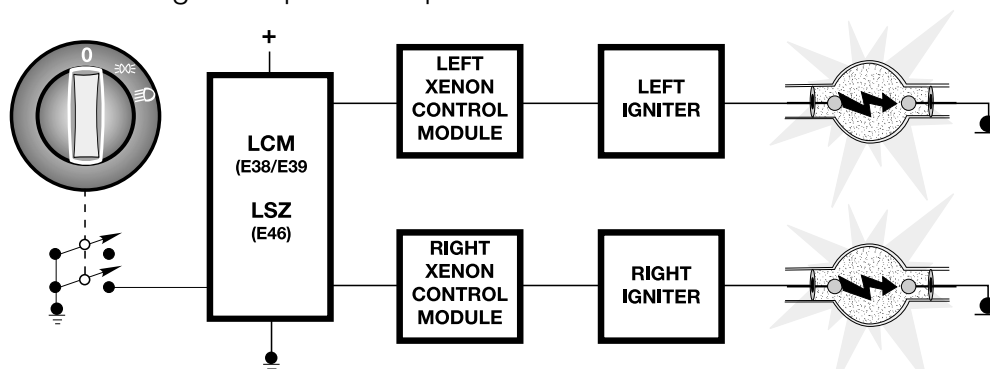 0
+
LCM
(E38/E39
LSZ
(E46)
LEFT
XENON
CONTROL
MODULE
LEFT
IGNITER
RIGHT
XENON
CONTROL
MODULE
RIGHT
IGNITER